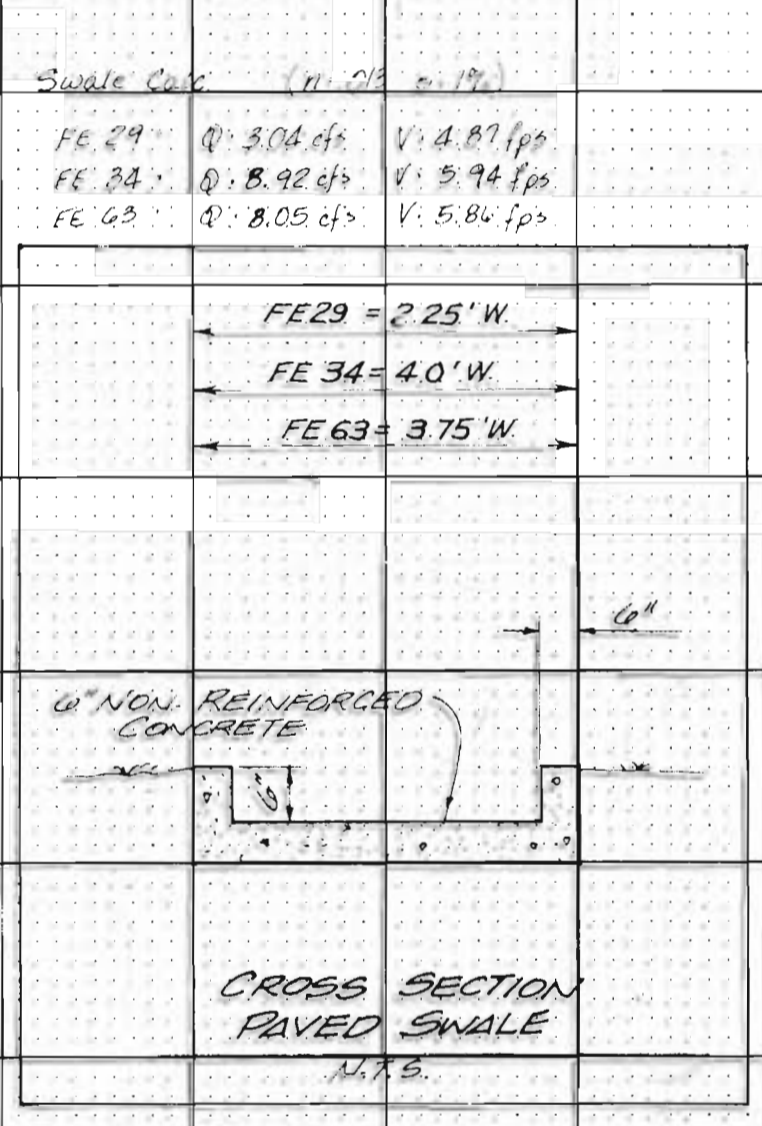 Swale Calc. (n=.013 @ 1%)
FE 29 Q= 3.04 cfs V= 4.87 fps
FE 34 Q= 8.92 cfs V= 5.94 fps
FE 63 Q= 8.05 cfs V= 5.86 fps
FE29 = 2.25' W.
FE 34 = 4.0' W.
FE 63 = 3.75' W.
6"
6" NON-REINFORCED
CONCRETE
6"
CROSS SECTION
PAVED SWALE
N.T.S.